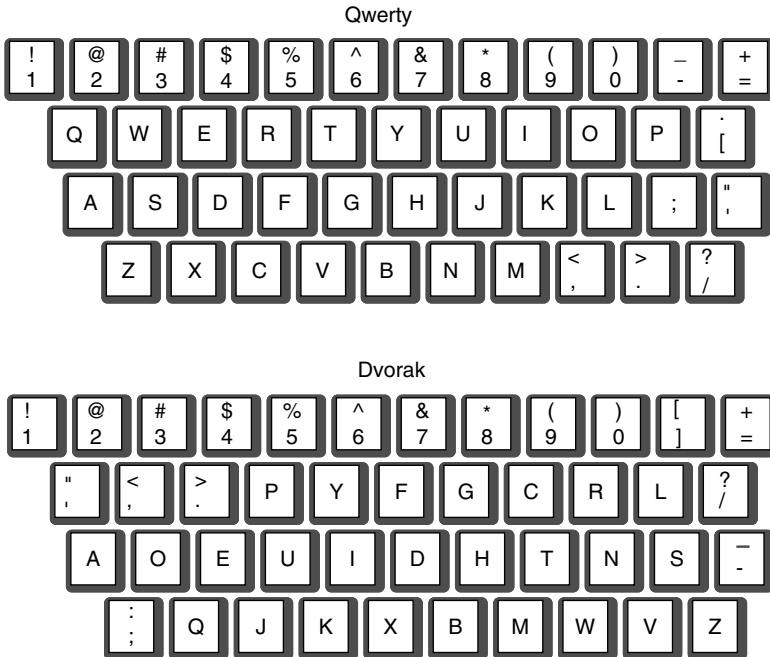 Qwerty
! @ # $ % ^ & * ( ) _ +
1 2 3 4 5 6 7 8 9 0 - =
Q W E R T Y U I O P . [
A S D F G H J K L ; " '
Z X C V B N M < , > . ? /
Dvorak
! @ # $ % ^ & * ( ) [ +
1 2 3 4 5 6 7 8 9 0 ] =
" ' < , > . P Y F G C R L ? /
A O E U I D H T N S _ -
: ; Q J K X B M W V Z